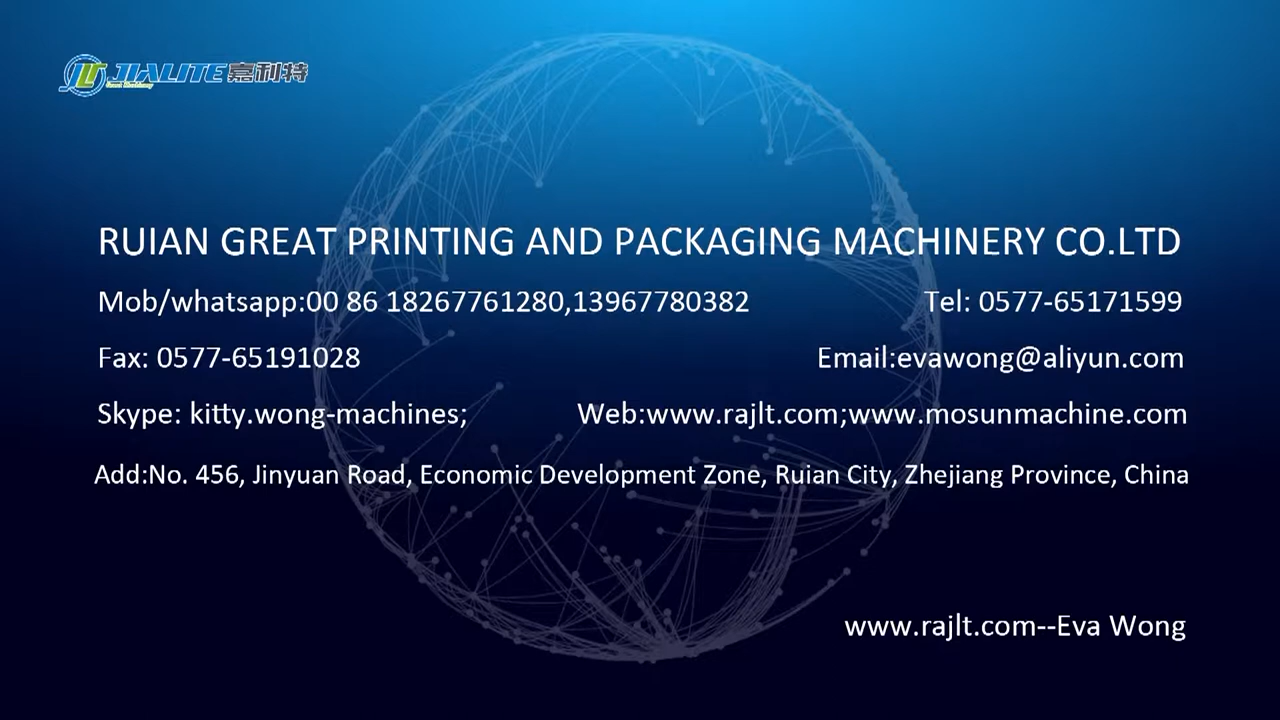 JIALITE嘉利特
Great Machinery
RUIAN GREAT PRINTING AND PACKAGING MACHINERY CO.LTD
Mob/whatsapp:00 86 18267761280,13967780382 Tel: 0577-65171599
Fax: 0577-65191028 Email:evawong@aliyun.com
Skype: kitty.wong-machines; Web:www.rajlt.com;www.mosunmachine.com
Add:No. 456, Jinyuan Road, Economic Development Zone, Ruian City, Zhejiang Province, China
www.rajlt.com--Eva Wong